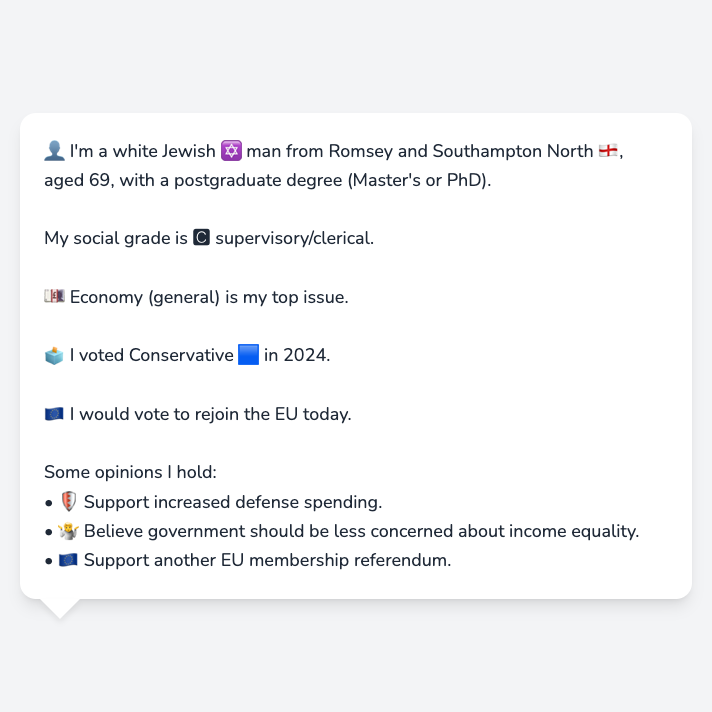 👤 I'm a white Jewish 🔯 man from Romsey and Southampton North 🏴󠁧󠁢󠁥󠁮󠁧󠁿,
aged 69, with a postgraduate degree (Master's or PhD).
My social grade is 🅲 supervisory/clerical.
💷 Economy (general) is my top issue.
🗳️ I voted Conservative 🟦 in 2024.
🇪🇺 I would vote to rejoin the EU today.
Some opinions I hold:
• 🛡️ Support increased defense spending.
• 🤷 Believe government should be less concerned about income equality.
• 🇪🇺 Support another EU membership referendum.